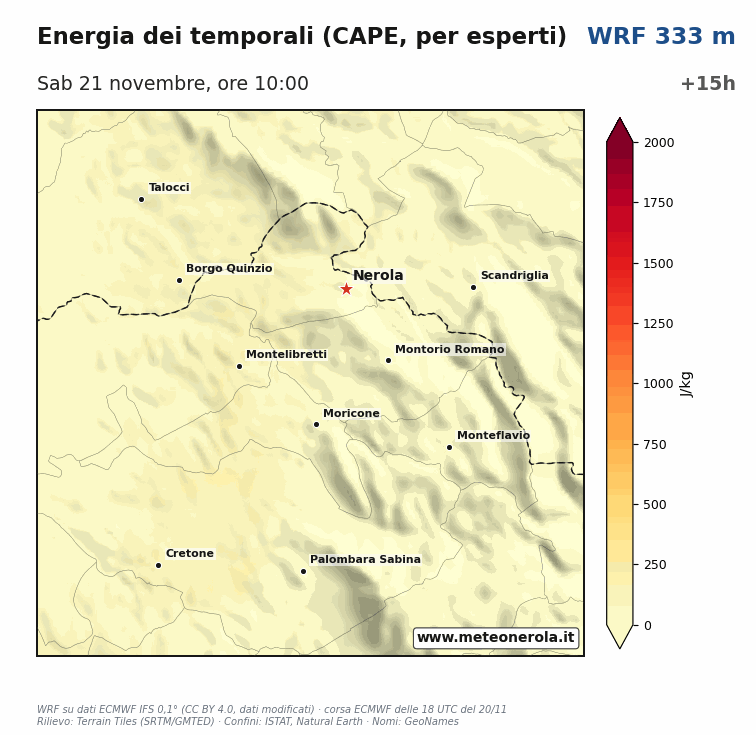 Energia dei temporali (CAPE, per esperti) WRF 333 m
Sab 21 novembre, ore 10:00 +15h
Talocci
Borgo Quinzio
Nerola
Scandriglia
Montelibretti
Montorio Romano
Moricone
Monteflavio
Cretone
Palombara Sabina
www.meteonerola.it
2000
1750
1500
1250
1000
750
500
250
0
J/kg
WRF su dati ECMWF IFS 0,1° (CC BY 4.0, dati modificati) · corsa ECMWF delle 18 UTC del 20/11
Rilievo: Terrain Tiles (SRTM/GMTED) · Confini: ISTAT, Natural Earth · Nomi: GeoNames